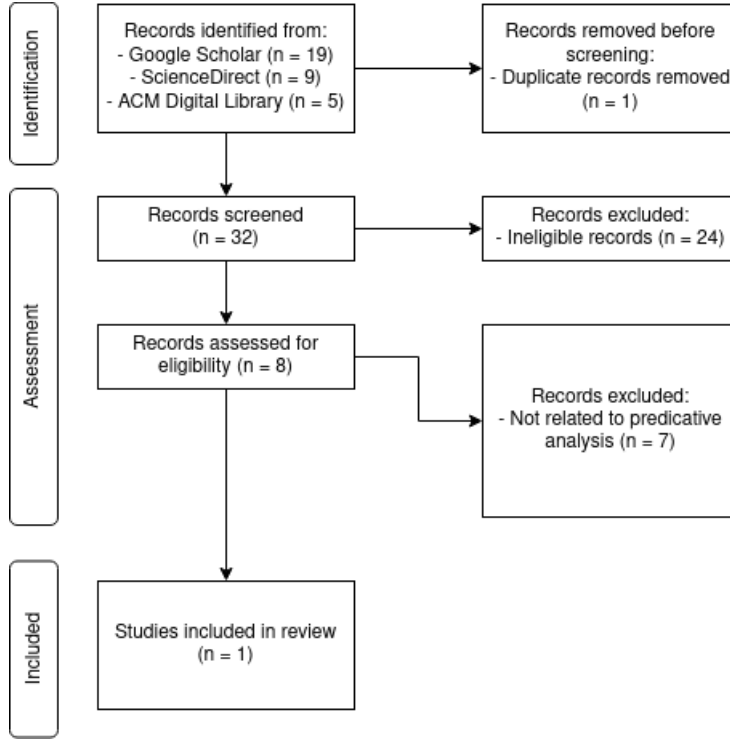 Identification
Records identified from:
- Google Scholar (n = 19)
- ScienceDirect (n = 9)
- ACM Digital Library (n = 5)
Records removed before
screening:
- Duplicate records removed
(n = 1)
Assessment
Records screened
(n = 32)
Records excluded:
- Ineligible records (n = 24)
Records assessed for
eligibility (n = 8)
Records excluded:
- Not related to predicative
analysis (n = 7)
Included
Studies included in review
(n = 1)